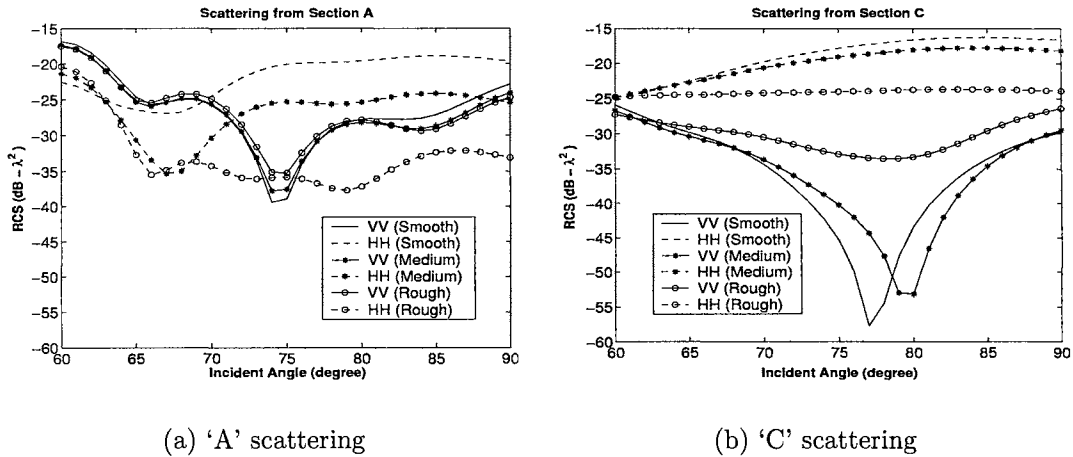 Scattering from Section A
−15
−20
−25
−30
−35
−40
−45
−50
−55
−60
RCS (dB − λ²)
VV (Smooth)
HH (Smooth)
VV (Medium)
HH (Medium)
VV (Rough)
HH (Rough)
60 65 70 75 80 85 90
Incident Angle (degree)
(a) ‘A’ scattering
Scattering from Section C
−15
−20
−25
−30
−35
−40
−45
−50
−55
−60
RCS (dB − λ²)
VV (Smooth)
HH (Smooth)
VV (Medium)
HH (Medium)
VV (Rough)
HH (Rough)
60 65 70 75 80 85 90
Incident Angle (degree)
(b) ‘C’ scattering